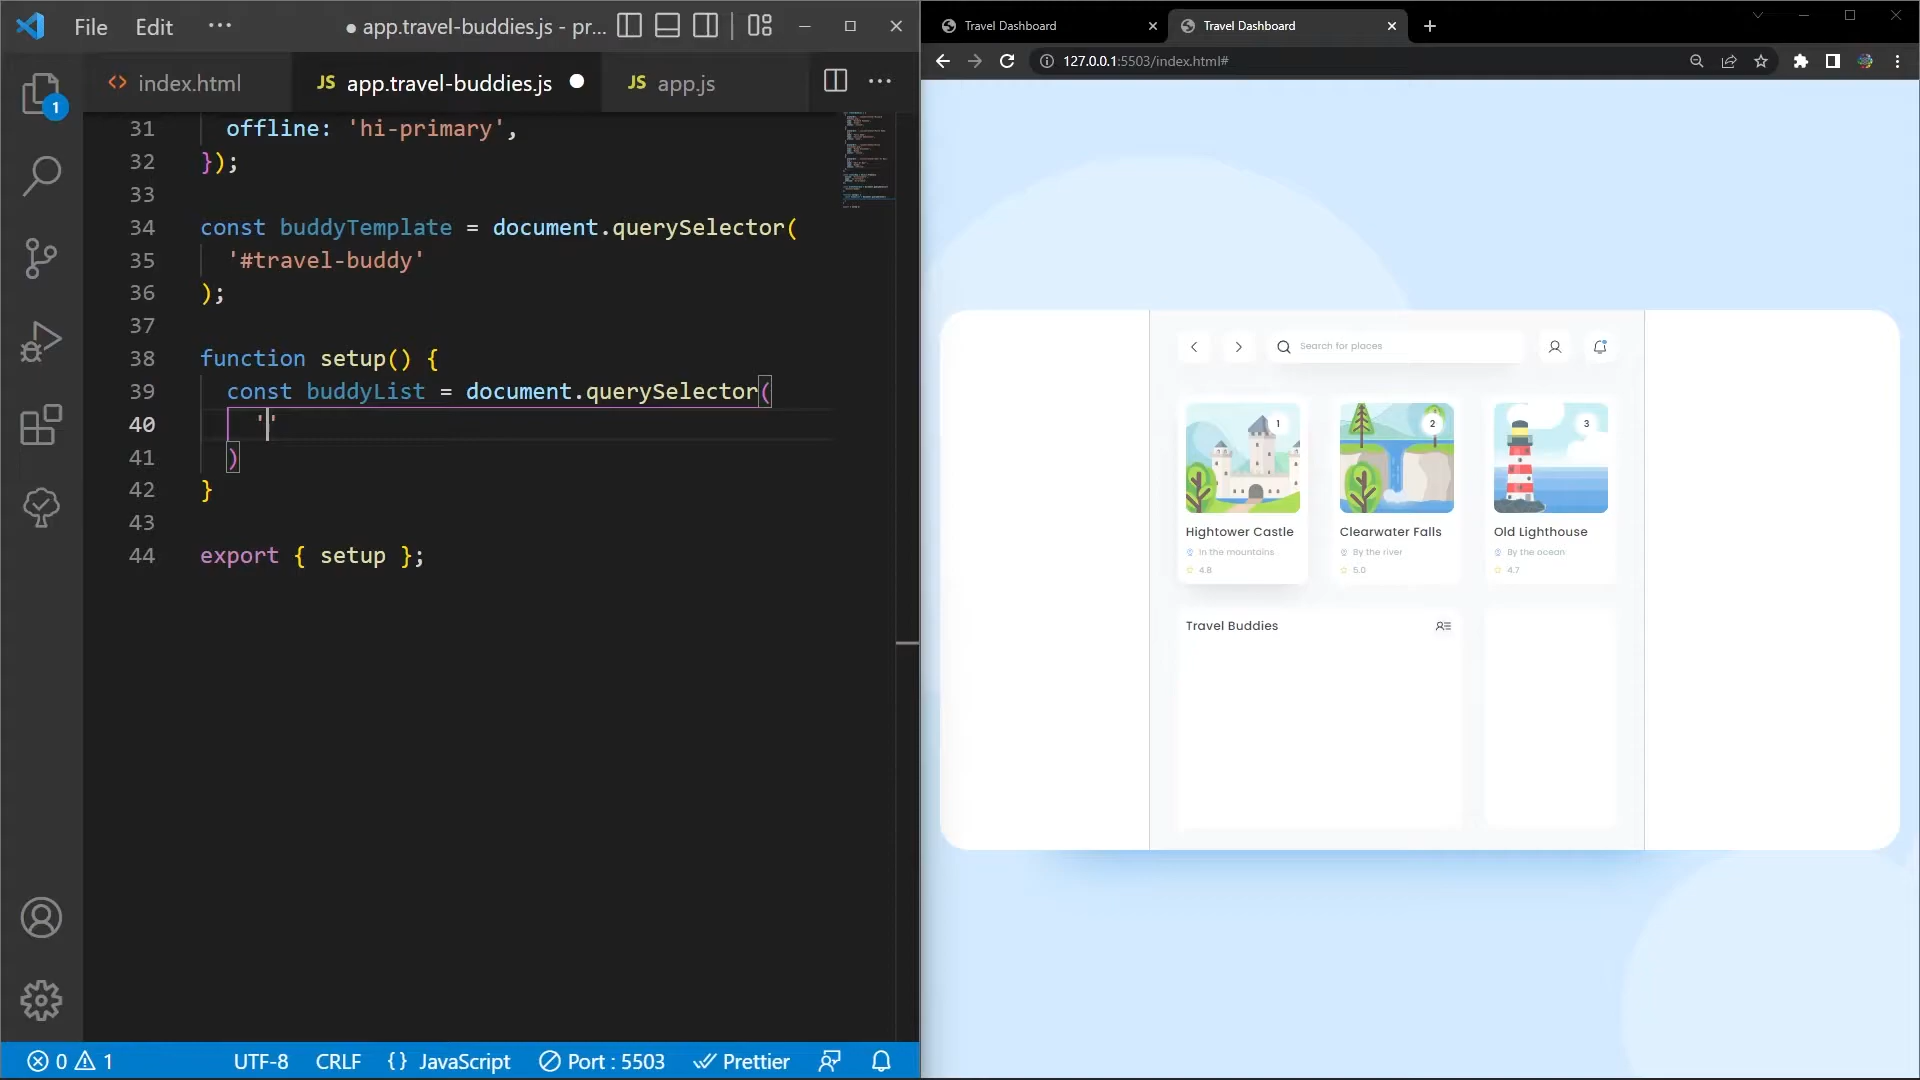 File Edit ···
● app.travel-buddies.js - pr...
index.html
JS app.travel-buddies.js
JS app.js
1
31 offline: 'hi-primary',
32 });
33
34 const buddyTemplate = document.querySelector(
35 '#travel-buddy'
36 );
37
38 function setup() {
39 const buddyList = document.querySelector(
40 ''
41 )
42 }
43
44 export { setup };
0 1 UTF-8 CRLF {} JavaScript Port : 5503 Prettier
Travel Dashboard
Travel Dashboard
127.0.0.1:5503/index.html#
Search for places
1
2
3
Hightower Castle
In the mountains
4.8
Clearwater Falls
By the river
5.0
Old Lighthouse
By the ocean
4.7
Travel Buddies